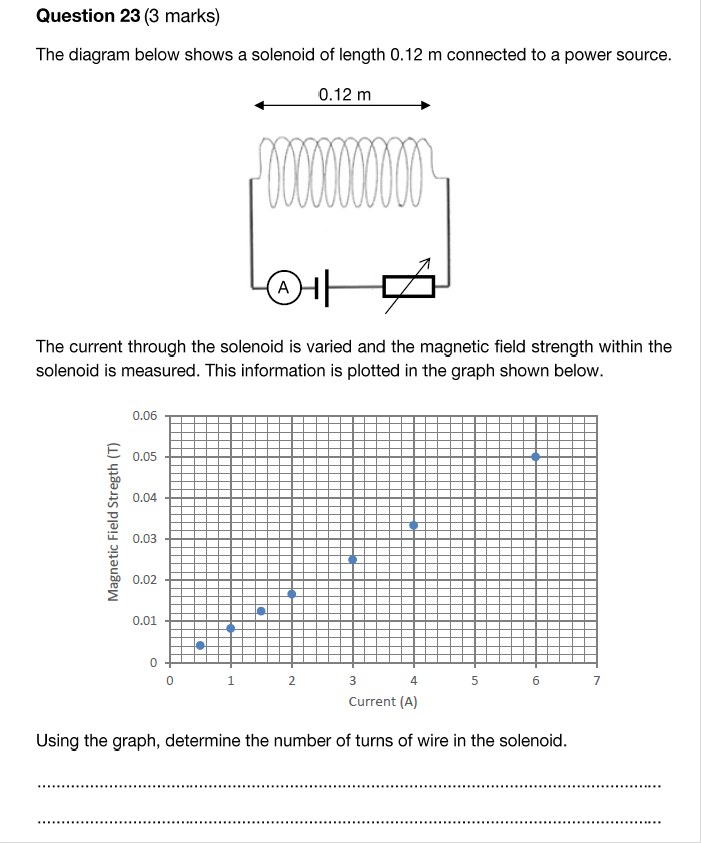 Question 23 (3 marks)
The diagram below shows a solenoid of length 0.12 m connected to a power source.
0.12 m
A
The current through the solenoid is varied and the magnetic field strength within the
solenoid is measured. This information is plotted in the graph shown below.
Magnetic Field Stregth (T)
0.06
0.05
0.04
0.03
0.02
0.01
0
0 1 2 3 4 5 6 7
Current (A)
Using the graph, determine the number of turns of wire in the solenoid.